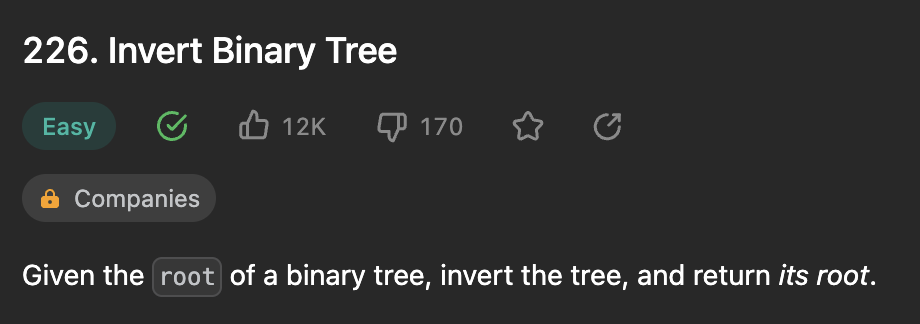 226. Invert Binary Tree
Easy 12K 170
Companies
Given the root of a binary tree, invert the tree, and return its root.